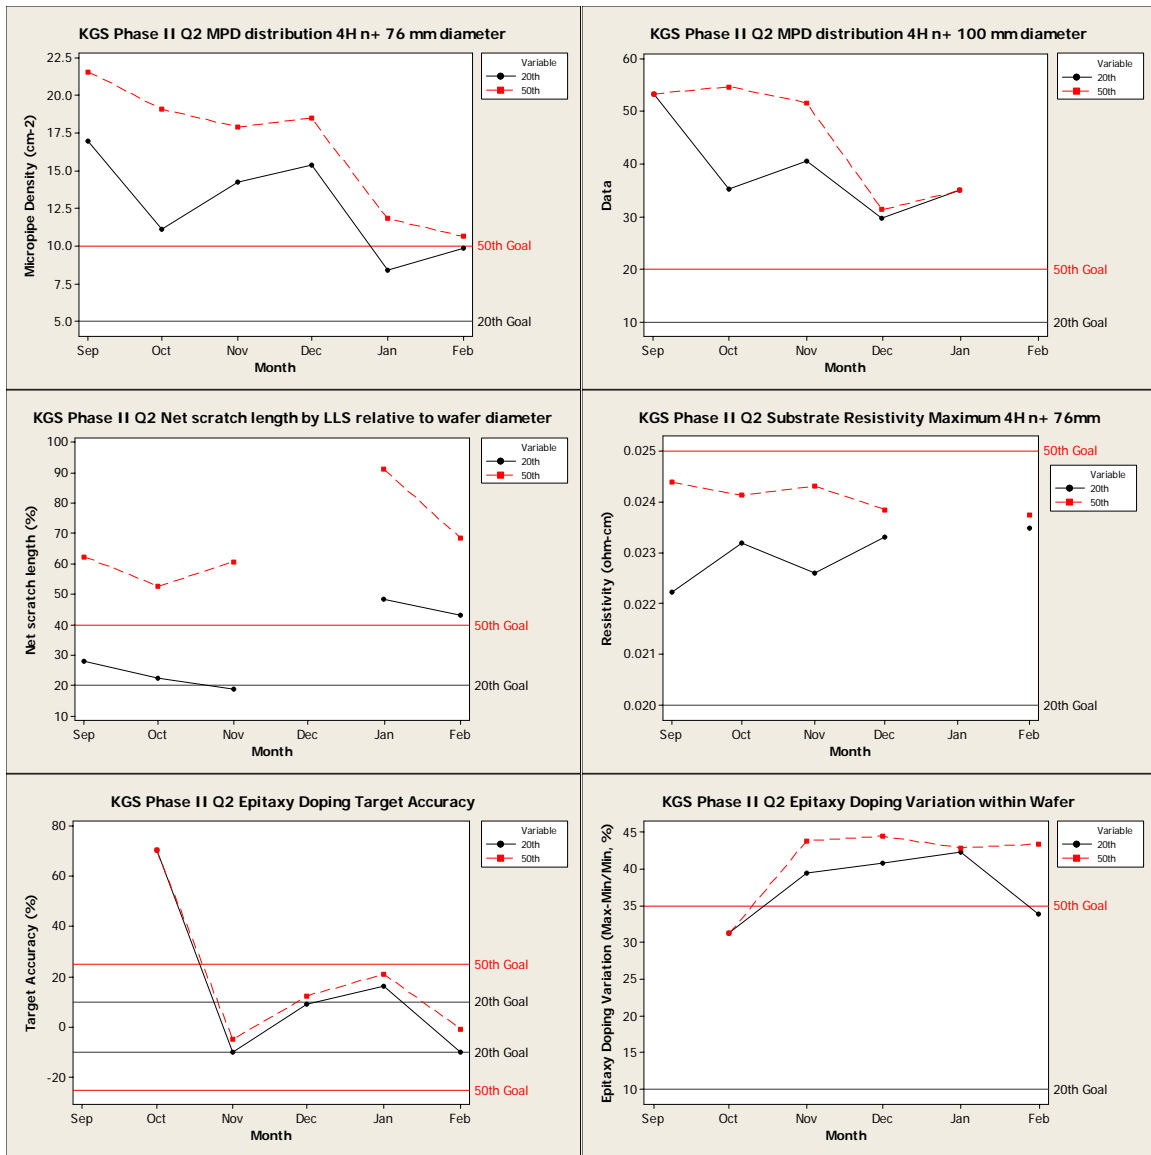 KGS Phase II Q2 MPD distribution 4H n+ 76 mm diameter
22.5
20.0
17.5
15.0
12.5
10.0
7.5
5.0
Micropipe Density (cm-2)
Sep Oct Nov Dec Jan Feb
Month
Variable
20th
50th
50th Goal
20th Goal
KGS Phase II Q2 MPD distribution 4H n+ 100 mm diameter
60
50
40
30
20
10
Data
Sep Oct Nov Dec Jan Feb
Month
Variable
20th
50th
50th Goal
20th Goal
KGS Phase II Q2 Net scratch length by LLS relative to wafer diameter
100
90
80
70
60
50
40
30
20
10
Net scratch length (%)
Sep Oct Nov Dec Jan Feb
Month
Variable
20th
50th
50th Goal
20th Goal
KGS Phase II Q2 Substrate Resistivity Maximum 4H n+ 76mm
0.025
0.024
0.023
0.022
0.021
0.020
Resistivity (ohm-cm)
Sep Oct Nov Dec Jan Feb
Month
50th Goal
Variable
20th
50th
20th Goal
KGS Phase II Q2 Epitaxy Doping Target Accuracy
80
60
40
20
0
-20
Target Accuracy (%)
Sep Oct Nov Dec Jan Feb
Month
Variable
20th
50th
50th Goal
20th Goal
20th Goal
50th Goal
KGS Phase II Q2 Epitaxy Doping Variation within Wafer
45
40
35
30
25
20
15
10
Epitaxy Doping Variation (Max-Min/Min, %)
Sep Oct Nov Dec Jan Feb
Month
Variable
20th
50th
50th Goal
20th Goal